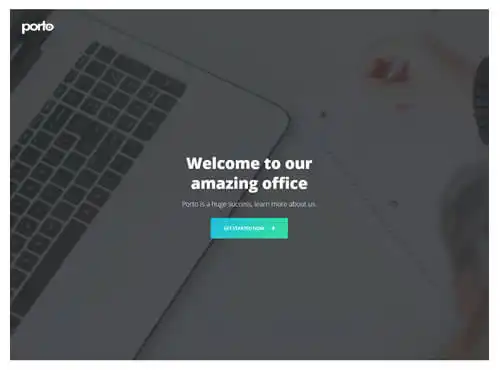 porto
Welcome to our
amazing office
Porto is a huge success, learn more about us.
GET STARTED NOW